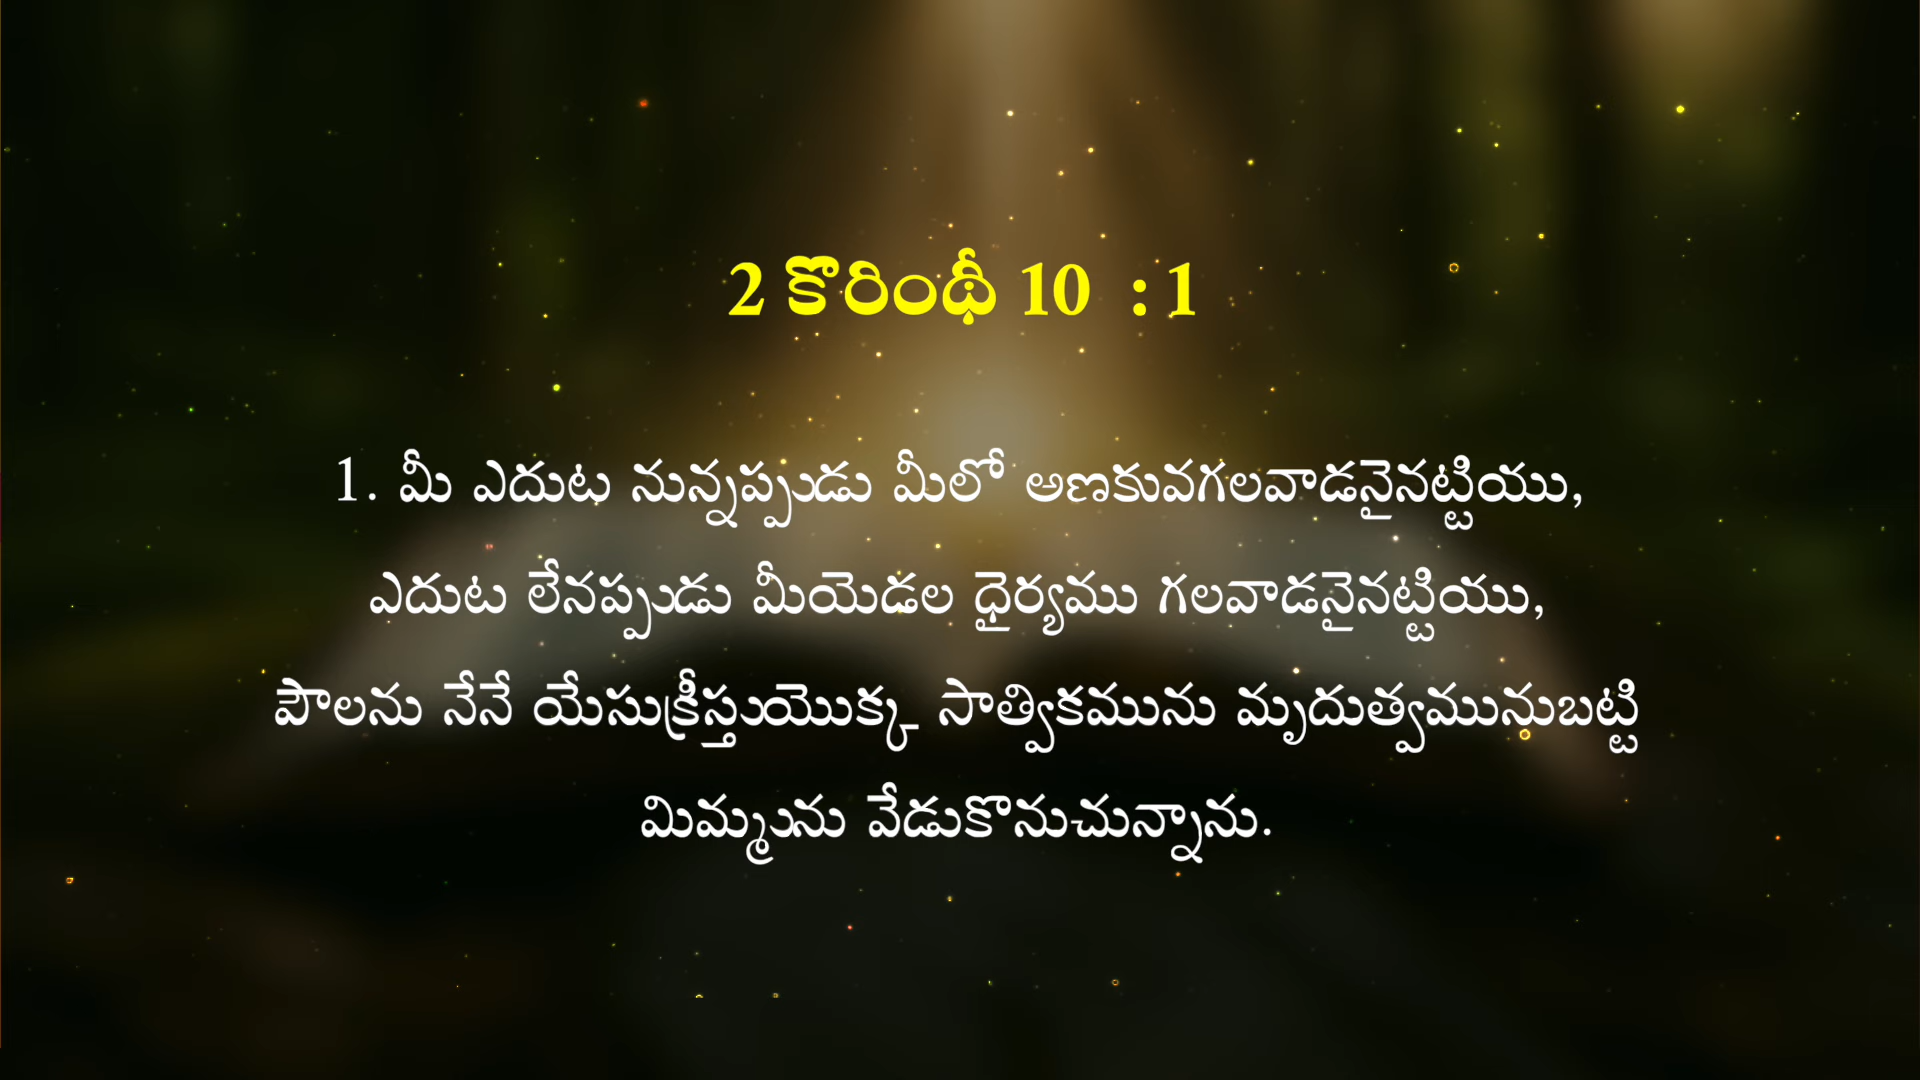 2 కొరింథీ 10  : 1
1. మీ ఎదుట నున్నప్పుడు మీలో అణకువగలవాడనైనట్టియు,
ఎదుట లేనప్పుడు మీయెడల ధైర్యము గలవాడనైనట్టియు,
పౌలను నేనే యేసుక్రీస్తుయొక్క సాత్వికమును మృదుత్వమునుబట్టి
మిమ్మును వేడుకొనుచున్నాను.